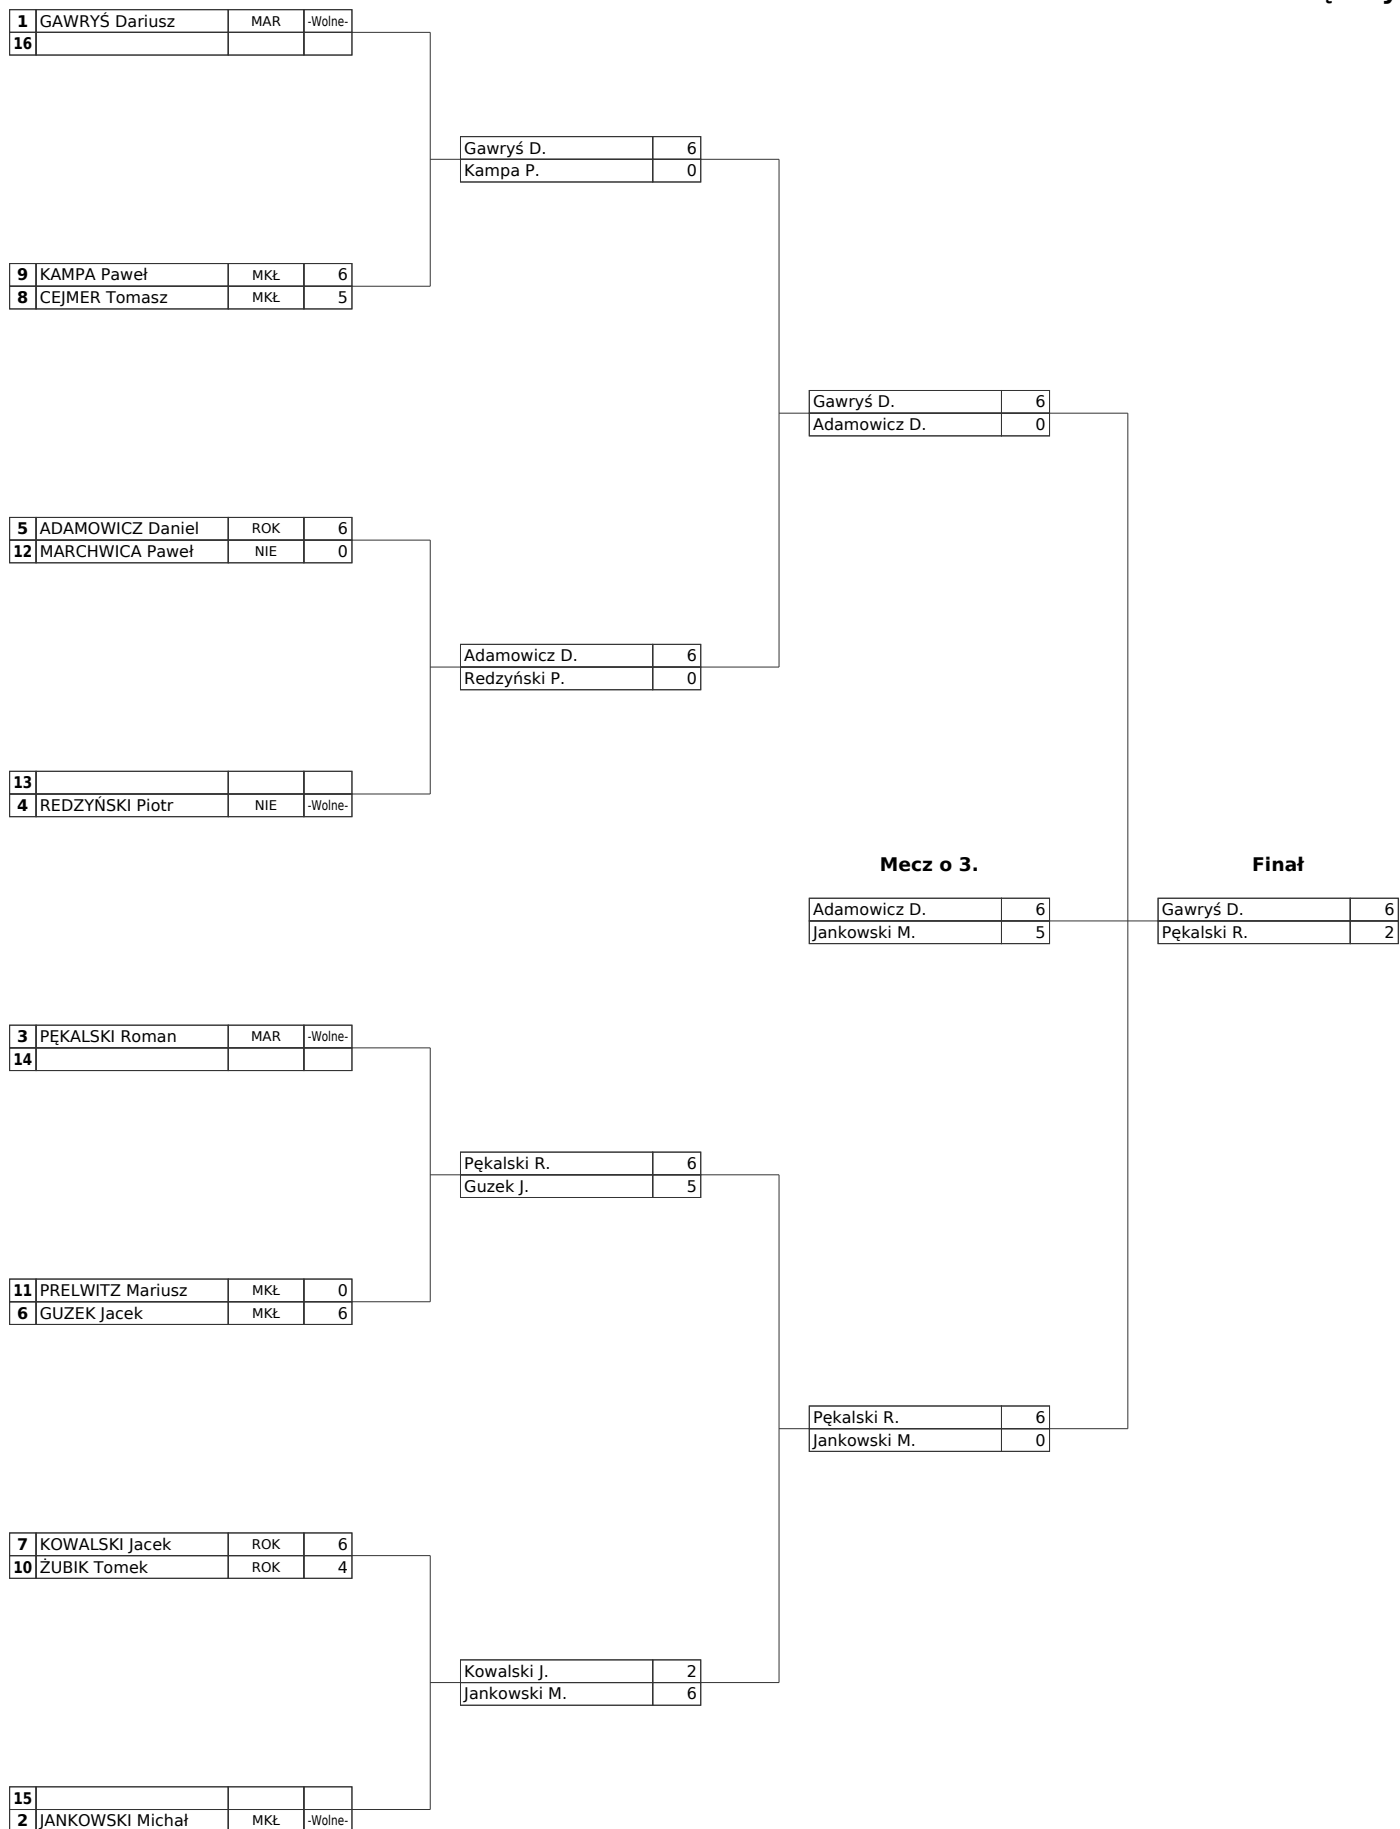 1 GAWRYŚ Dariusz MAR -Wolne-
16
Gawryś D. 6
Kampa P. 0
9 KAMPA Paweł MKŁ 6
8 CEJMER Tomasz MKŁ 5
Gawryś D. 6
Adamowicz D. 0
5 ADAMOWICZ Daniel ROK 6
12 MARCHWICA Paweł NIE 0
Adamowicz D. 6
Redzyński P. 0
13
4 REDZYŃSKI Piotr NIE -Wolne-
Mecz o 3. Finał
Adamowicz D. 6 Gawryś D. 6
Jankowski M. 5 Pękalski R. 2
3 PĘKALSKI Roman MAR -Wolne-
14
Pękalski R. 6
Guzek J. 5
11 PRELWITZ Mariusz MKŁ 0
6 GUZEK Jacek MKŁ 6
Pękalski R. 6
Jankowski M. 0
7 KOWALSKI Jacek ROK 6
10 ŻUBIK Tomek ROK 4
Kowalski J. 2
Jankowski M. 6
15
2 JANKOWSKI Michał MKŁ -Wolne-